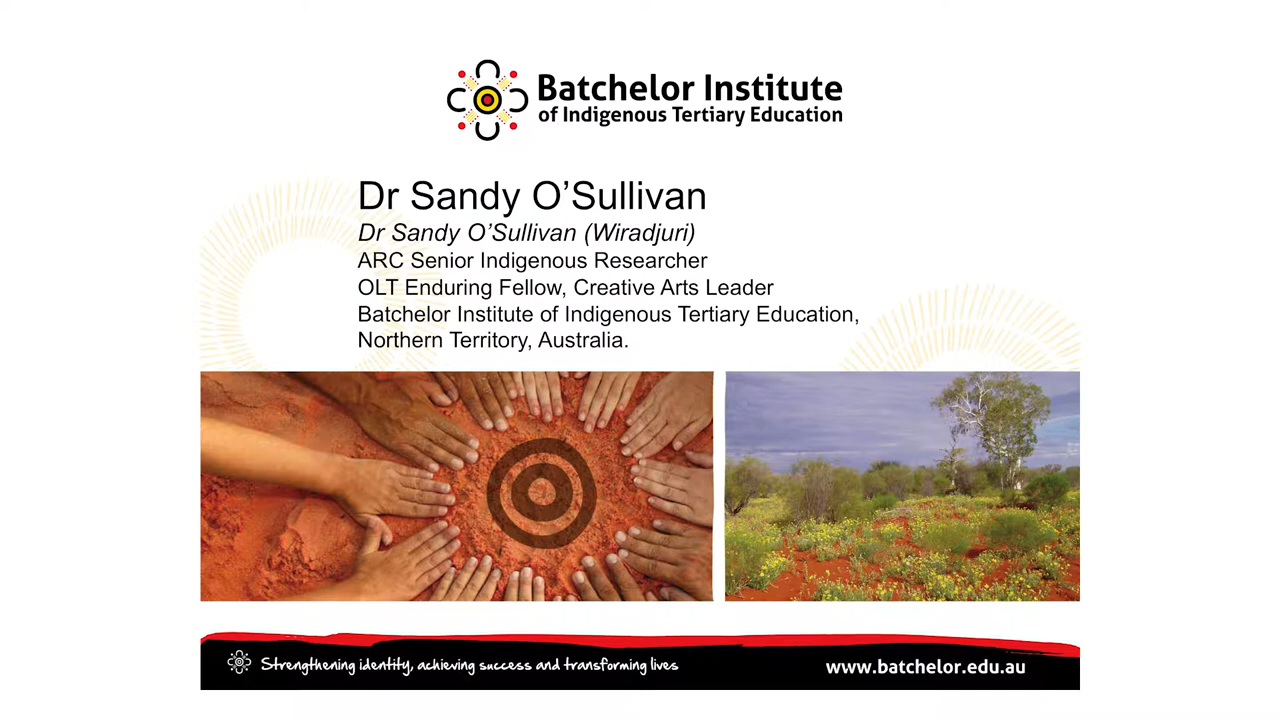 Batchelor Institute
of Indigenous Tertiary Education
Dr Sandy O’Sullivan
Dr Sandy O’Sullivan (Wiradjuri)
ARC Senior Indigenous Researcher
OLT Enduring Fellow, Creative Arts Leader
Batchelor Institute of Indigenous Tertiary Education,
Northern Territory, Australia.
Strengthening identity, achieving success and transforming lives
www.batchelor.edu.au